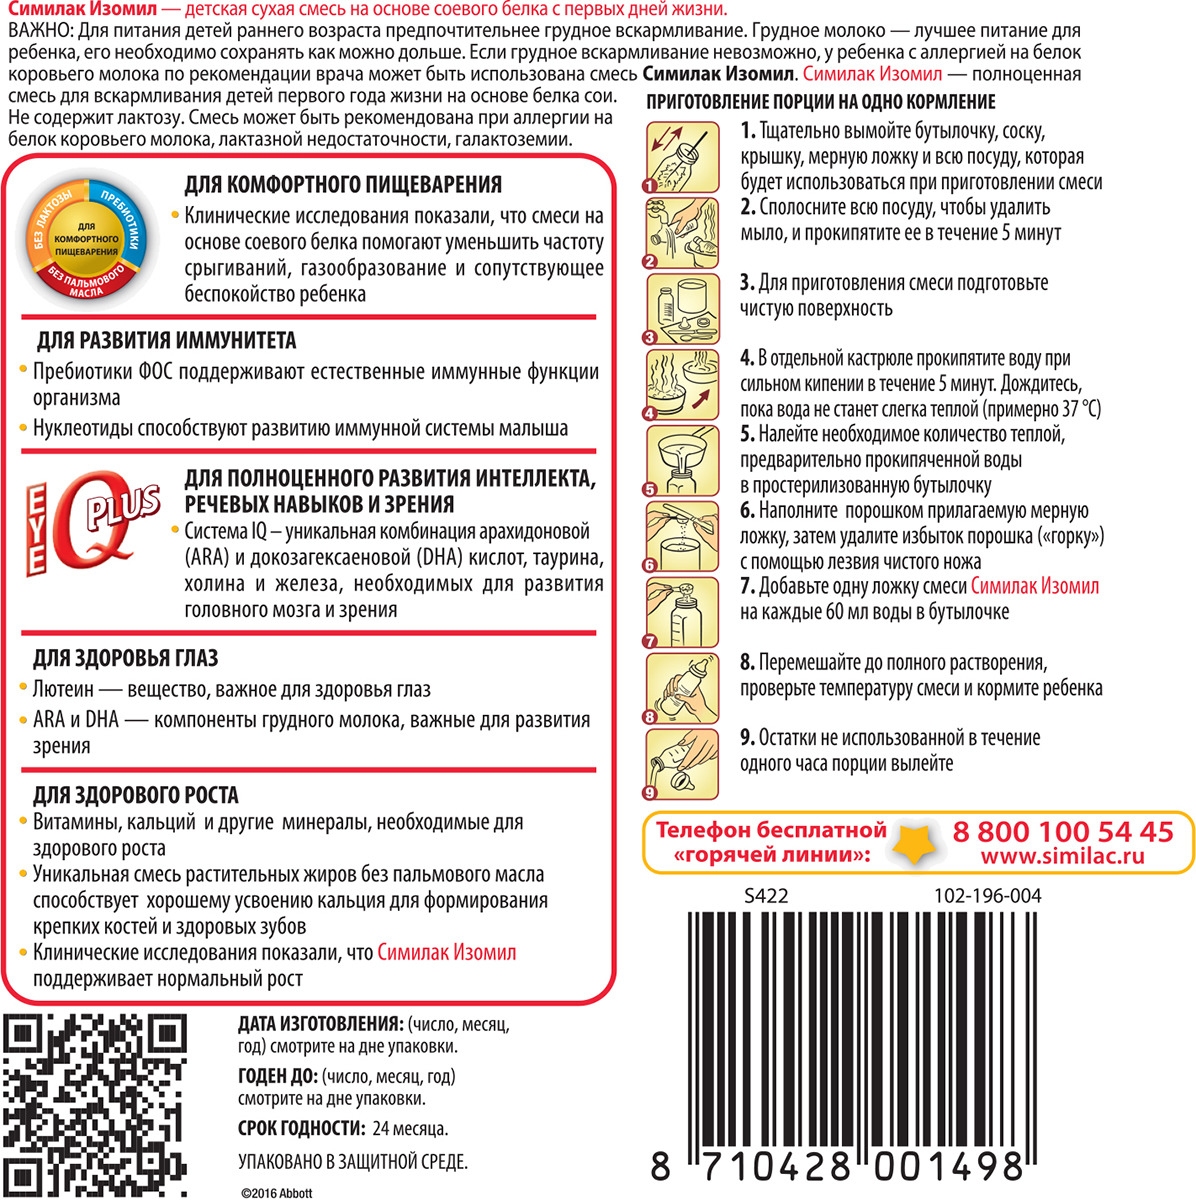 Симилак Изомил — детская сухая смесь на основе соевого белка с первых дней жизни.
ВАЖНО: Для питания детей раннего возраста предпочтительнее грудное вскармливание. Грудное молоко — лучшее питание для
ребенка, его необходимо сохранять как можно дольше. Если грудное вскармливание невозможно, у ребенка с аллергией на белок
коровьего молока по рекомендации врача может быть использована смесь Симилак Изомил. Симилак Изомил — полноценная
смесь для вскармливания детей первого года жизни на основе белка сои.
Не содержит лактозу. Смесь может быть рекомендована при аллергии на
белок коровьего молока, лактазной недостаточности, галактоземии.
БЕЗ ЛАКТОЗЫ
ПРЕБИОТИКИ
ДЛЯ
КОМФОРТНОГО
ПИЩЕВАРЕНИЯ
БЕЗ ПАЛЬМОВОГО
МАСЛА
ДЛЯ КОМФОРТНОГО ПИЩЕВАРЕНИЯ
• Клинические исследования показали, что смеси на
основе соевого белка помогают уменьшить частоту
срыгиваний, газообразование и сопутствующее
беспокойство ребенка
ДЛЯ РАЗВИТИЯ ИММУНИТЕТА
• Пребиотики ФОС поддерживают естественные иммунные функции
организма
• Нуклеотиды способствуют развитию иммунной системы малыша
EYE
Q
PLUS
ДЛЯ ПОЛНОЦЕННОГО РАЗВИТИЯ ИНТЕЛЛЕКТА,
РЕЧЕВЫХ НАВЫКОВ И ЗРЕНИЯ
• Система IQ – уникальная комбинация арахидоновой
(ARA) и докозагексаеновой (DHA) кислот, таурина,
холина и железа, необходимых для развития
головного мозга и зрения
ДЛЯ ЗДОРОВЬЯ ГЛАЗ
• Лютеин — вещество, важное для здоровья глаз
• ARA и DHA — компоненты грудного молока, важные для развития
зрения
ДЛЯ ЗДОРОВОГО РОСТА
• Витамины, кальций и другие минералы, необходимые для
здорового роста
• Уникальная смесь растительных жиров без пальмового масла
способствует хорошему усвоению кальция для формирования
крепких костей и здоровых зубов
• Клинические исследования показали, что Симилак Изомил
поддерживает нормальный рост
ДАТА ИЗГОТОВЛЕНИЯ: (число, месяц,
год) смотрите на дне упаковки.
ГОДЕН ДО: (число, месяц, год)
смотрите на дне упаковки.
СРОК ГОДНОСТИ: 24 месяца.
УПАКОВАНО В ЗАЩИТНОЙ СРЕДЕ.
©2016 Abbott
ПРИГОТОВЛЕНИЕ ПОРЦИИ НА ОДНО КОРМЛЕНИЕ
1
1. Тщательно вымойте бутылочку, соску,
крышку, мерную ложку и всю посуду, которая
будет использоваться при приготовлении смеси
2
2. Сполосните всю посуду, чтобы удалить
мыло, и прокипятите ее в течение 5 минут
3
3. Для приготовления смеси подготовьте
чистую поверхность
4
4. В отдельной кастрюле прокипятите воду при
сильном кипении в течение 5 минут. Дождитесь,
пока вода не станет слегка теплой (примерно 37 °C)
5
5. Налейте необходимое количество теплой,
предварительно прокипяченной воды
в простерилизованную бутылочку
6
6. Наполните порошком прилагаемую мерную
ложку, затем удалите избыток порошка («горку»)
с помощью лезвия чистого ножа
7
7. Добавьте одну ложку смеси Симилак Изомил
на каждые 60 мл воды в бутылочке
8
8. Перемешайте до полного растворения,
проверьте температуру смеси и кормите ребенка
9
9. Остатки не использованной в течение
одного часа порции вылейте
Телефон бесплатной
«горячей линии»:
8 800 100 54 45
www.similac.ru
S422 102-196-004
8 710428 001498